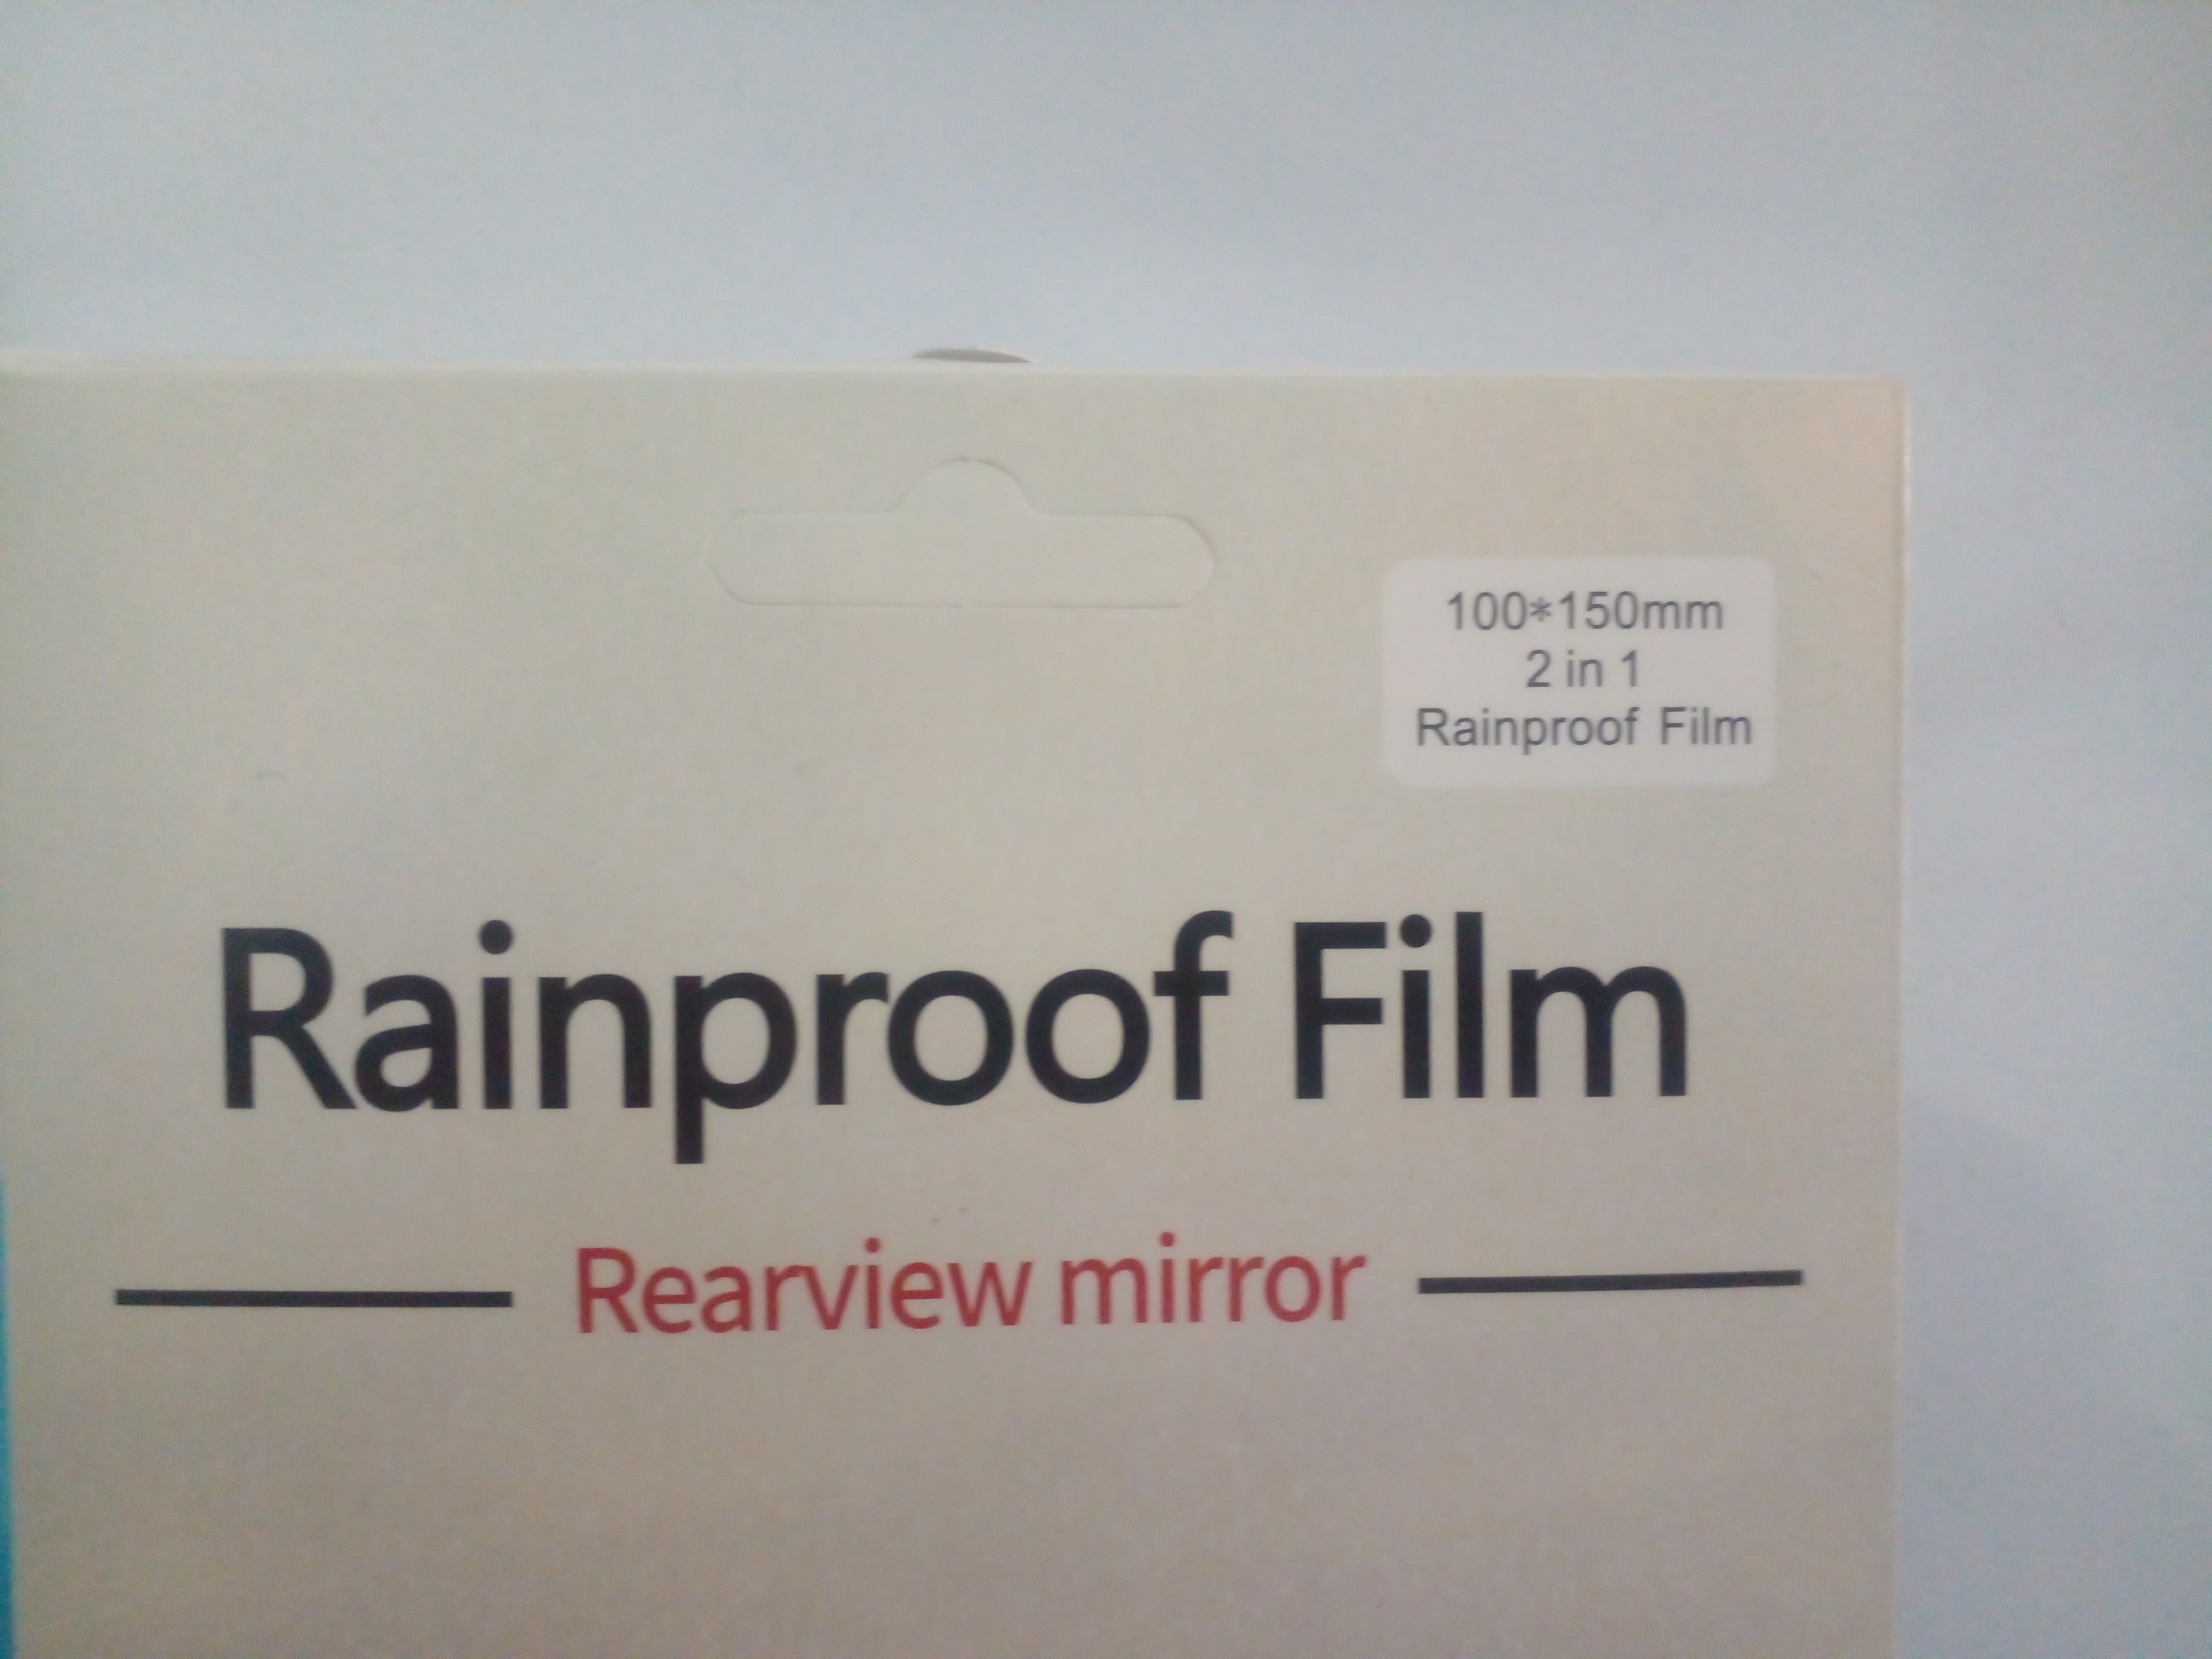 100*150mm
2 in 1
Rainproof Film
Rainproof Film
Rearview mirror